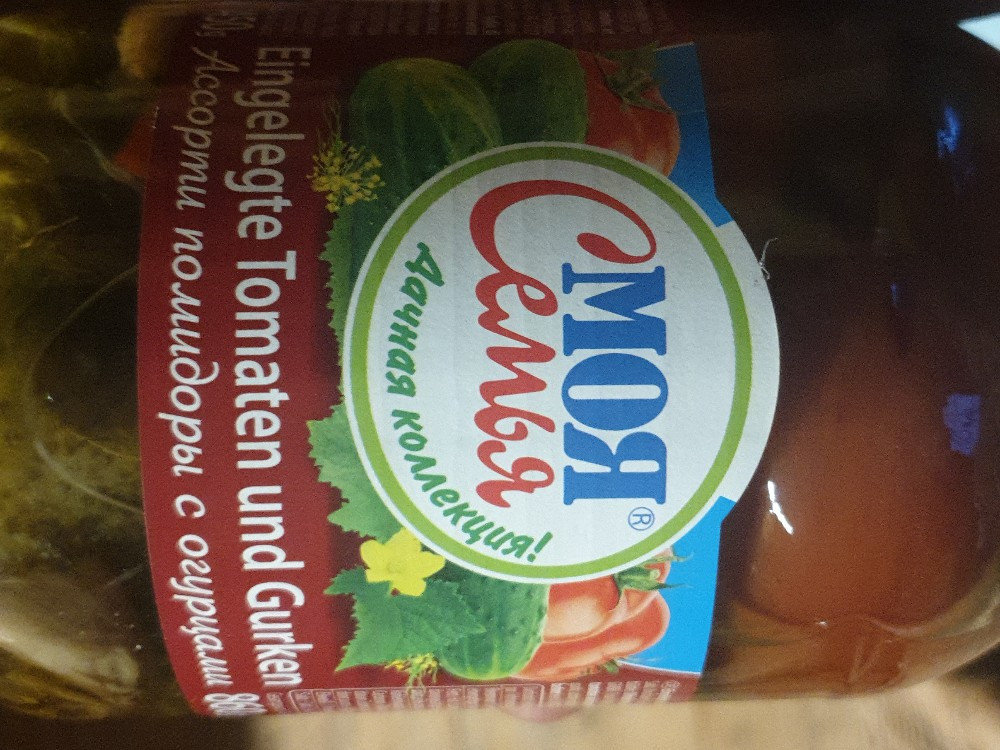 МОЯ®
Семья
Дачная коллекция!
Eingelegte Tomaten und Gurken
Ассорти помидоры с огурцами